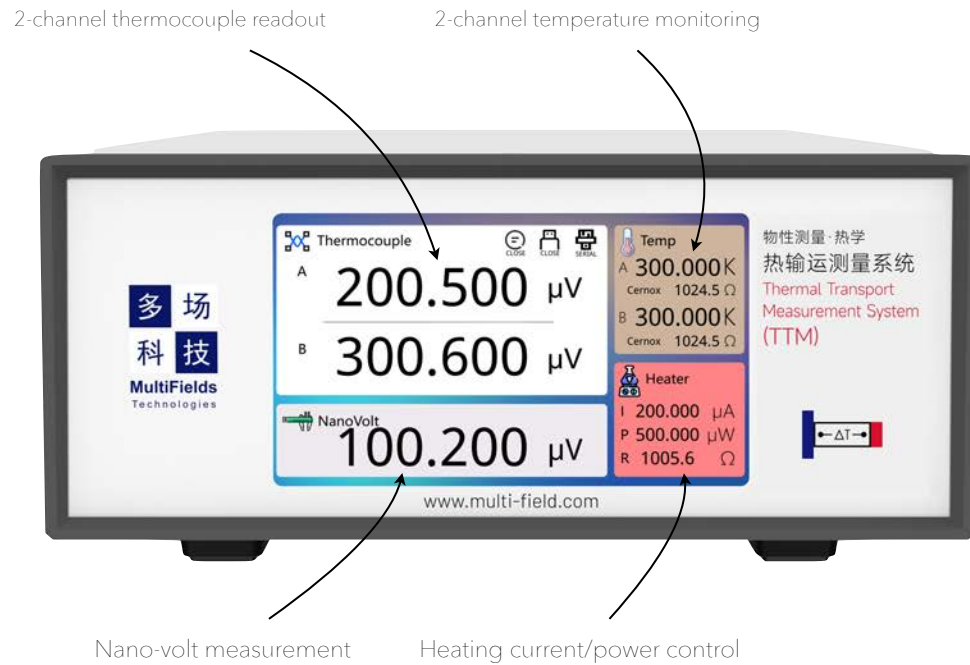 2-channel thermocouple readout
2-channel temperature monitoring
多场
科技
MultiFields
Technologies
Thermocouple
CLOSE
CLOSE
SERIAL
A 200.500 μV
B 300.600 μV
NanoVolt
100.200 μV
Temp
A 300.000 K
Cernox 1024.5 Ω
B 300.000 K
Cernox 1024.5 Ω
Heater
I 200.000 μA
P 500.000 μW
R 1005.6 Ω
物性测量·热学
热输运测量系统
Thermal Transport
Measurement System
(TTM)
ΔT
www.multi-field.com
Nano-volt measurement
Heating current/power control